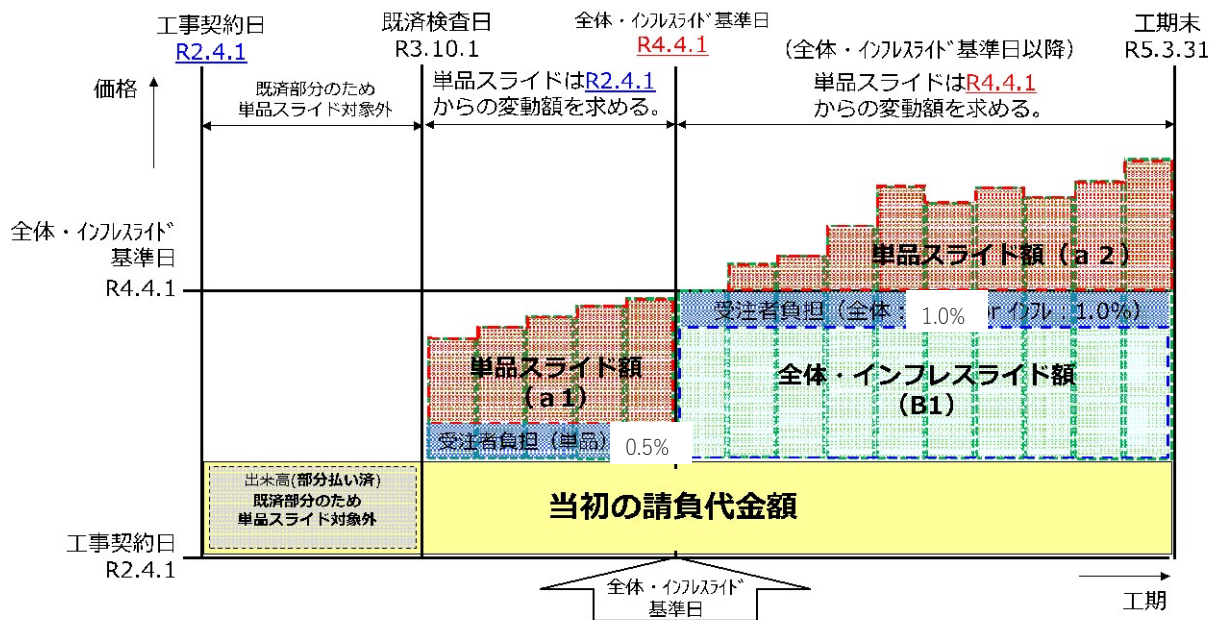 工事契約日
R2.4.1
既済検査日
R3.10.1
全体・ｲﾝﾌﾚｽﾗｲﾄﾞ基準日
R4.4.1
工期末
R5.3.31
(全体・ｲﾝﾌﾚｽﾗｲﾄﾞ基準日以降)
価格
既済部分のため
単品スライド対象外
単品スライドはR2.4.1
からの変動額を求める。
単品スライドはR4.4.1
からの変動額を求める。
全体・ｲﾝﾌﾚｽﾗｲﾄﾞ
基準日
R4.4.1
単品スライド額（ａ２）
受注者負担（全体： 1.0% or ｲﾝﾌﾚ：1.0%）
単品スライド額
（ａ1）
全体・インフレスライド額
（B1）
受注者負担（単品） 0.5%
出来高(部分払い済)
既済部分のため
単品スライド対象外
当初の請負代金額
工事契約日
R2.4.1
全体・ｲﾝﾌﾚｽﾗｲﾄﾞ
基準日
工期